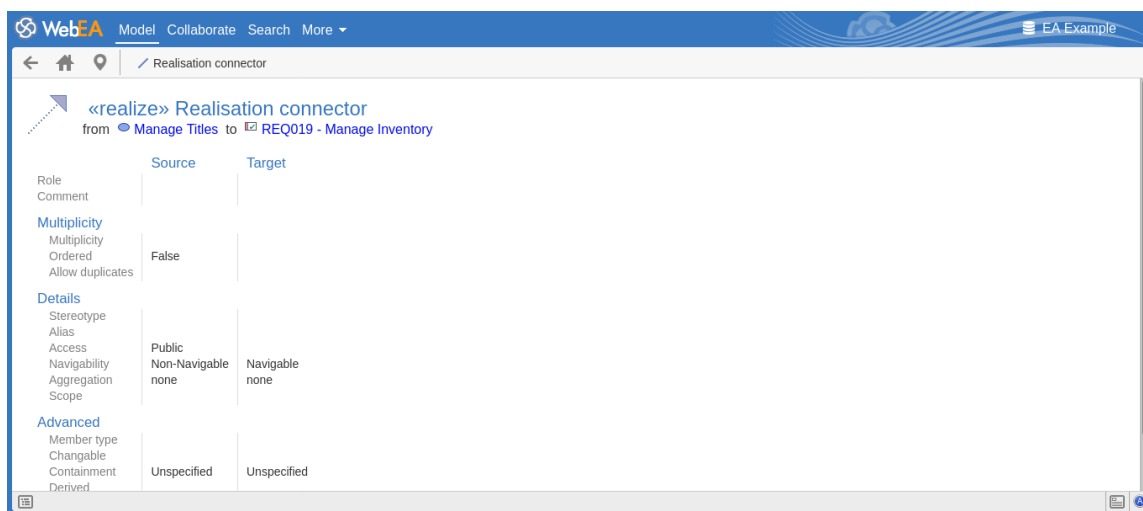 WebEA Model Collaborate Search More EA Example
Realisation connector
«realize» Realisation connector
from Manage Titles to REQ019 - Manage Inventory
Source Target
Role
Comment
Multiplicity
Multiplicity
Ordered False
Allow duplicates
Details
Stereotype
Alias
Access Public
Navigability Non-Navigable Navigable
Aggregation none none
Scope
Advanced
Member type
Changable
Containment Unspecified Unspecified
Derived